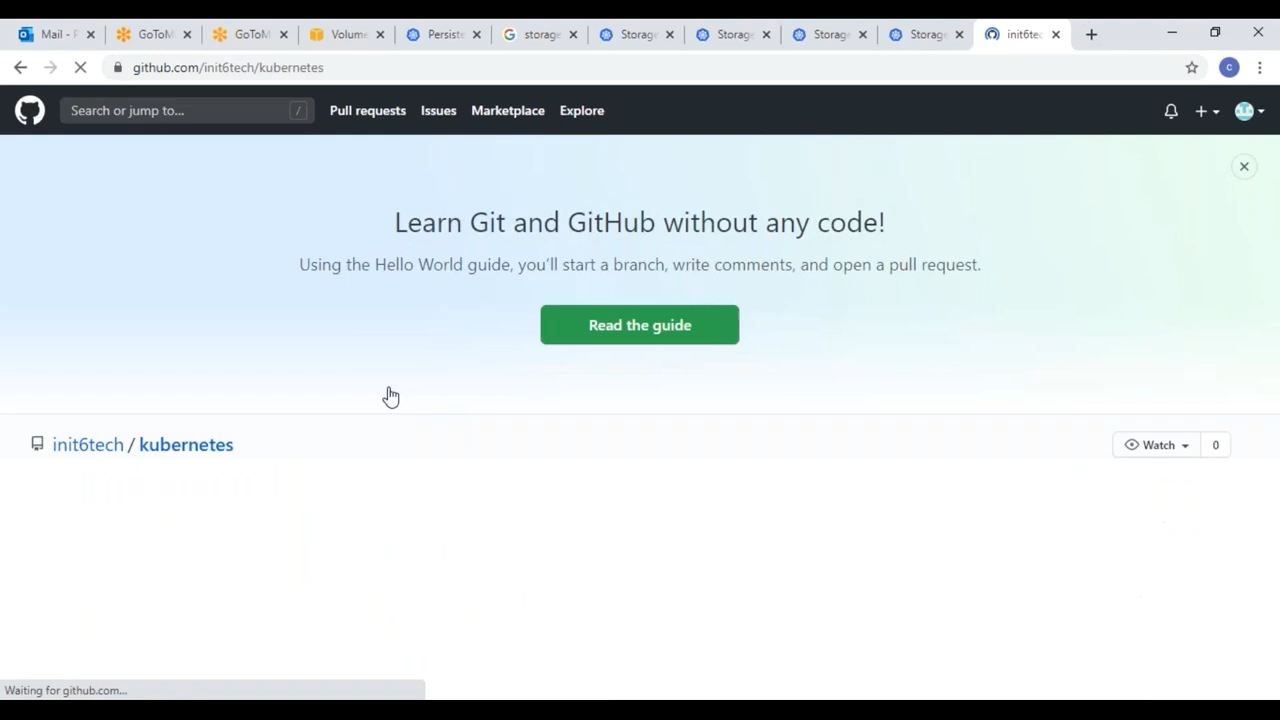 Mail - F
GoToM
GoToM
Volume
Persiste
storage
Storage
Storage
Storage
Storage
init6tec
github.com/init6tech/kubernetes
C
Search or jump to...
/
Pull requests
Issues
Marketplace
Explore
Learn Git and GitHub without any code!
Using the Hello World guide, you'll start a branch, write comments, and open a pull request.
Read the guide
init6tech / kubernetes
Watch
0
Waiting for github.com...